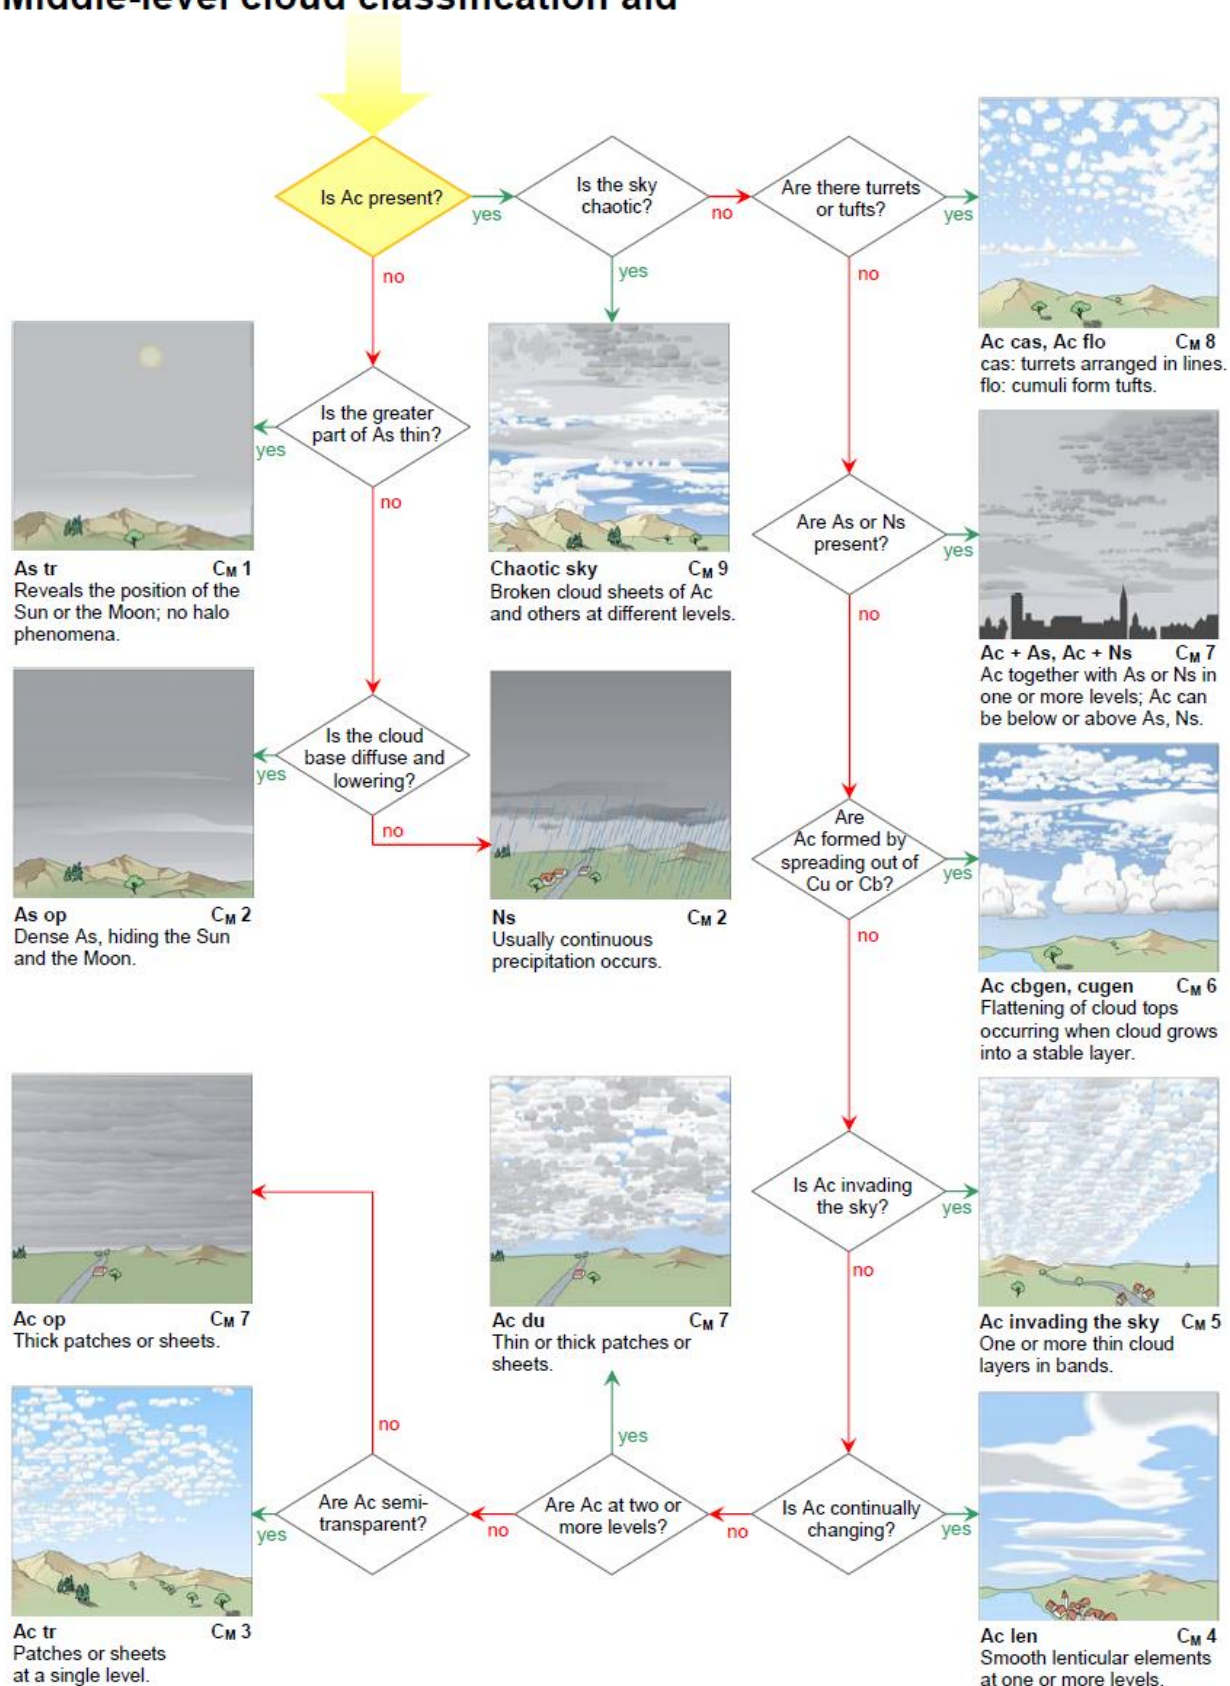 Middle-level cloud classification aid
Is Ac present?
yes
no
Is the sky
chaotic?
no
yes
Are there turrets
or tufts?
yes
no
Ac cas, Ac flo CM 8
cas: turrets arranged in lines.
flo: cumuli form tufts.
Is the greater
part of As thin?
yes
no
As tr CM 1
Reveals the position of the
Sun or the Moon; no halo
phenomena.
Chaotic sky CM 9
Broken cloud sheets of Ac
and others at different levels.
Are As or Ns
present?
yes
no
Ac + As, Ac + Ns CM 7
Ac together with As or Ns in
one or more levels; Ac can
be below or above As, Ns.
Is the cloud
base diffuse and
lowering?
yes
no
As op CM 2
Dense As, hiding the Sun
and the Moon.
Ns CM 2
Usually continuous
precipitation occurs.
Are
Ac formed by
spreading out of
Cu or Cb?
yes
no
Ac cbgen, cugen CM 6
Flattening of cloud tops
occurring when cloud grows
into a stable layer.
Is Ac invading
the sky?
yes
no
Ac invading the sky CM 5
One or more thin cloud
layers in bands.
Ac op CM 7
Thick patches or sheets.
Ac du CM 7
Thin or thick patches or
sheets.
Is Ac continually
changing?
yes
no
Ac len CM 4
Smooth lenticular elements
at one or more levels.
Are Ac at two or
more levels?
yes
no
Are Ac semi-
transparent?
no
yes
Ac tr CM 3
Patches or sheets
at a single level.